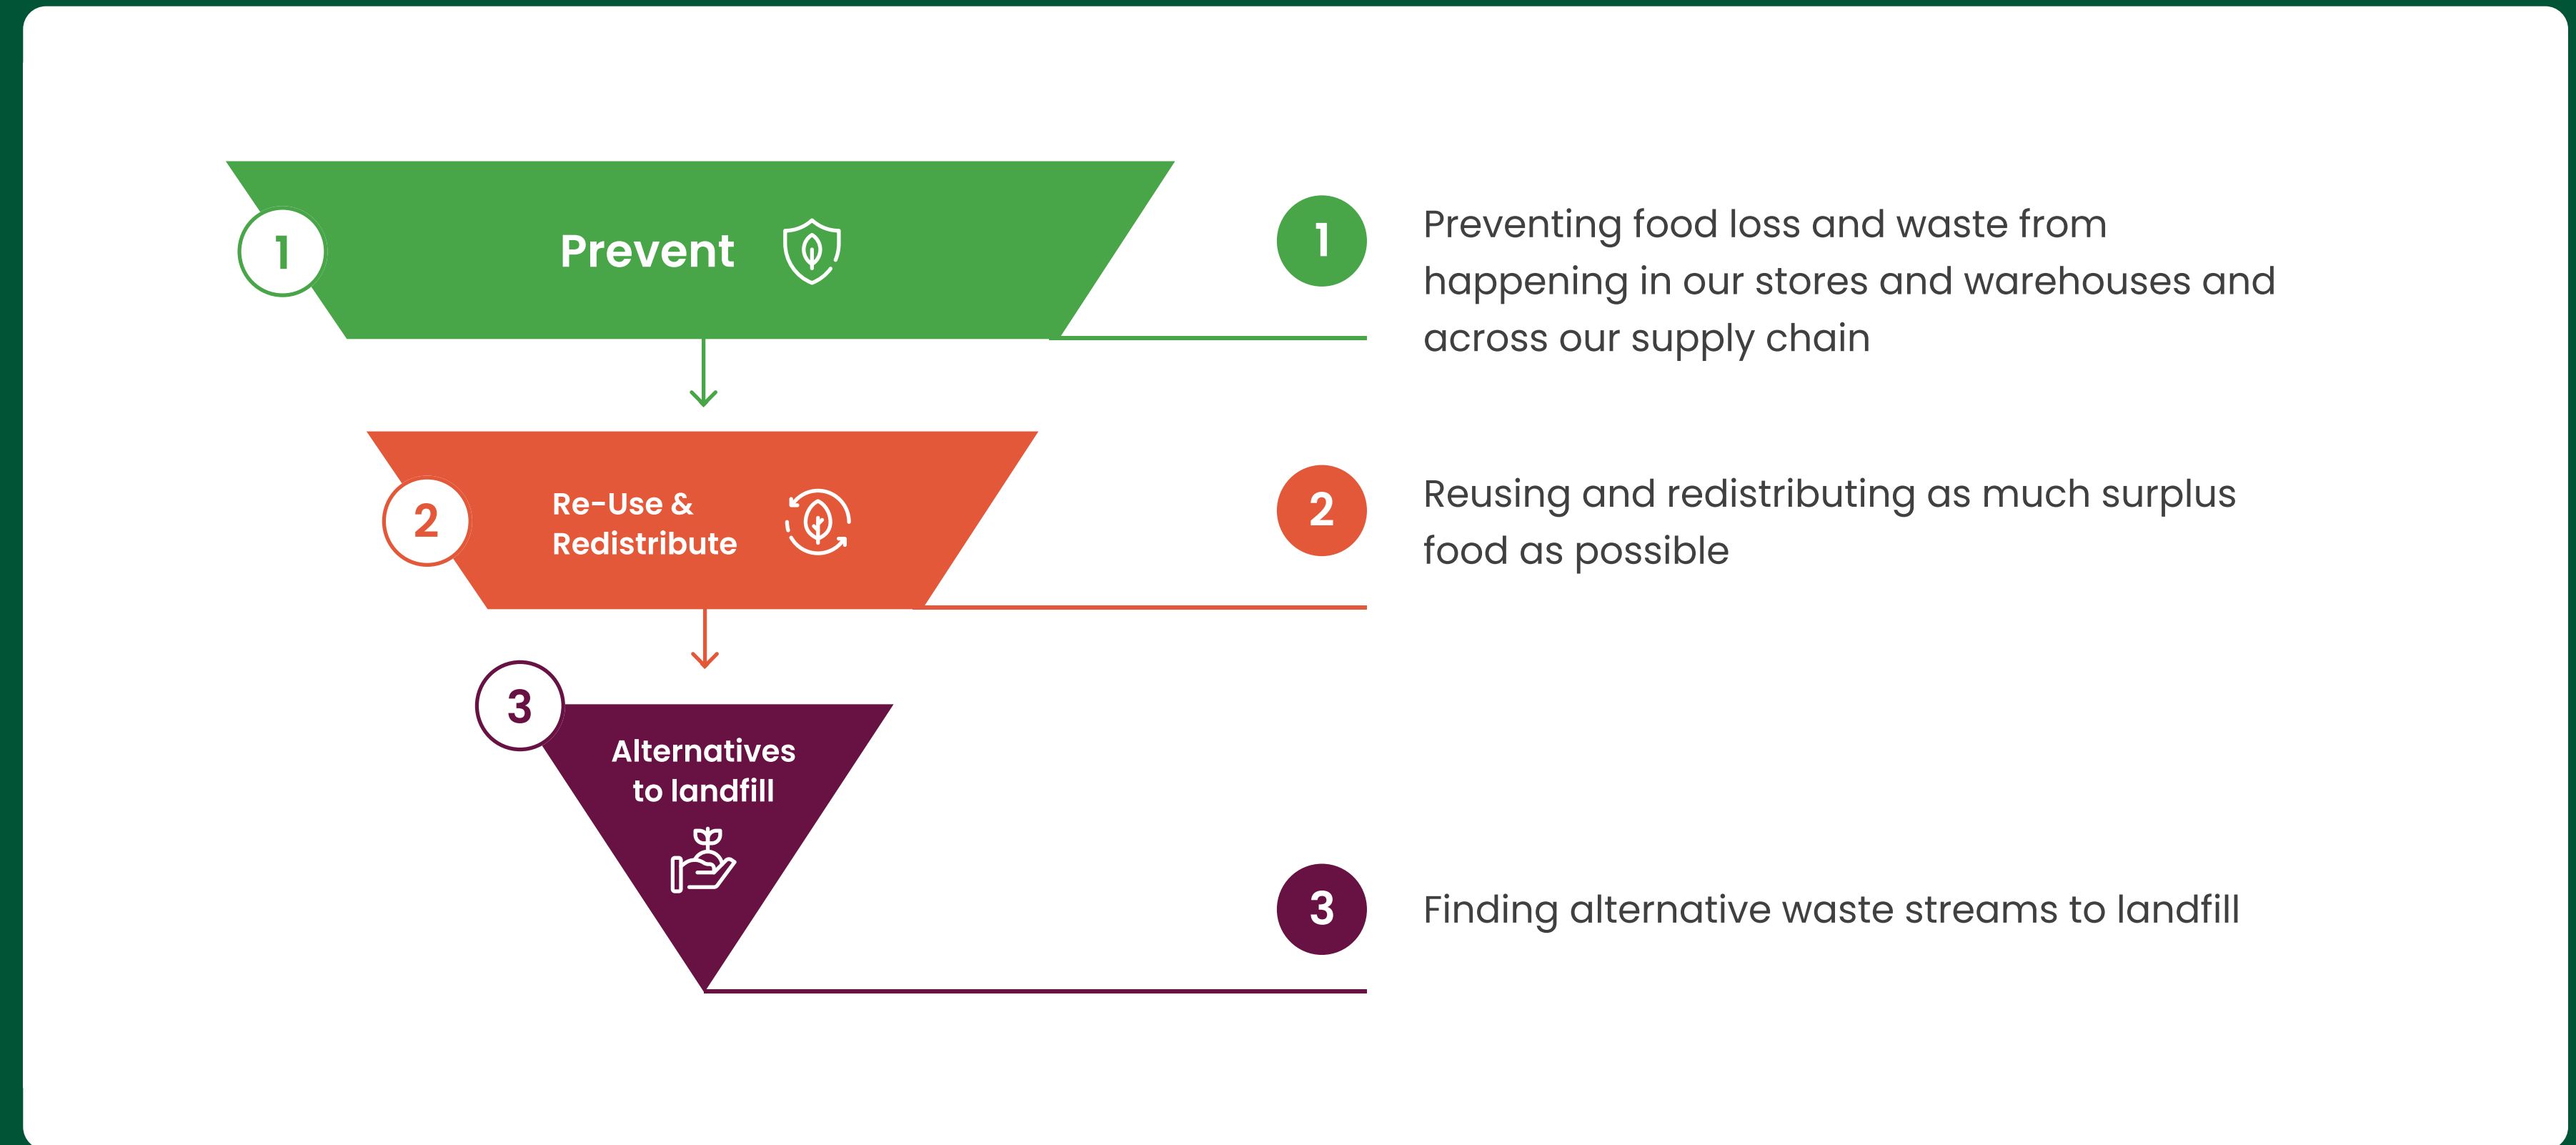 1
Prevent
1
Preventing food loss and waste from
happening in our stores and warehouses and
across our supply chain
2
Re-Use &
Redistribute
2
Reusing and redistributing as much surplus
food as possible
3
Alternatives
to landfill
3
Finding alternative waste streams to landfill